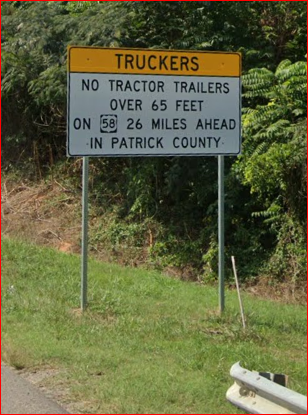 TRUCKERS
NO TRACTOR TRAILERS
OVER 65 FEET
ON 58 26 MILES AHEAD
IN PATRICK COUNTY